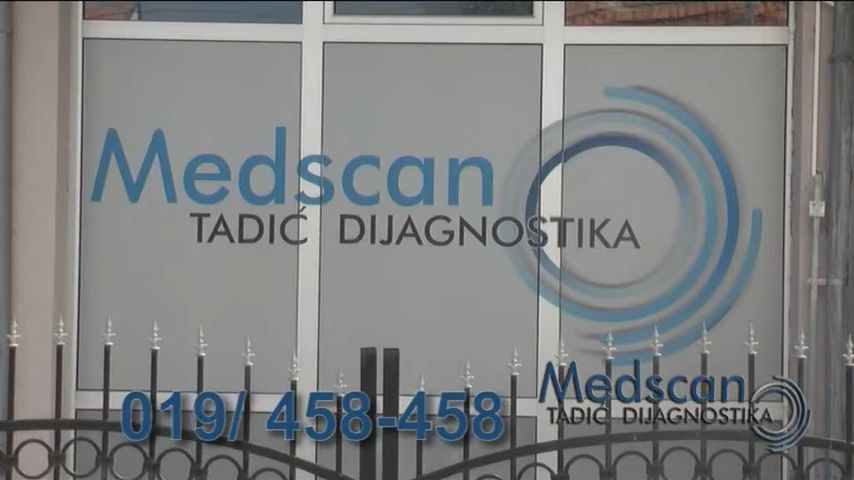 Medscan
TADIĆ DIJAGNOSTIKA
019/ 458-458
Medscan
TADIĆ DIJAGNOSTIKA